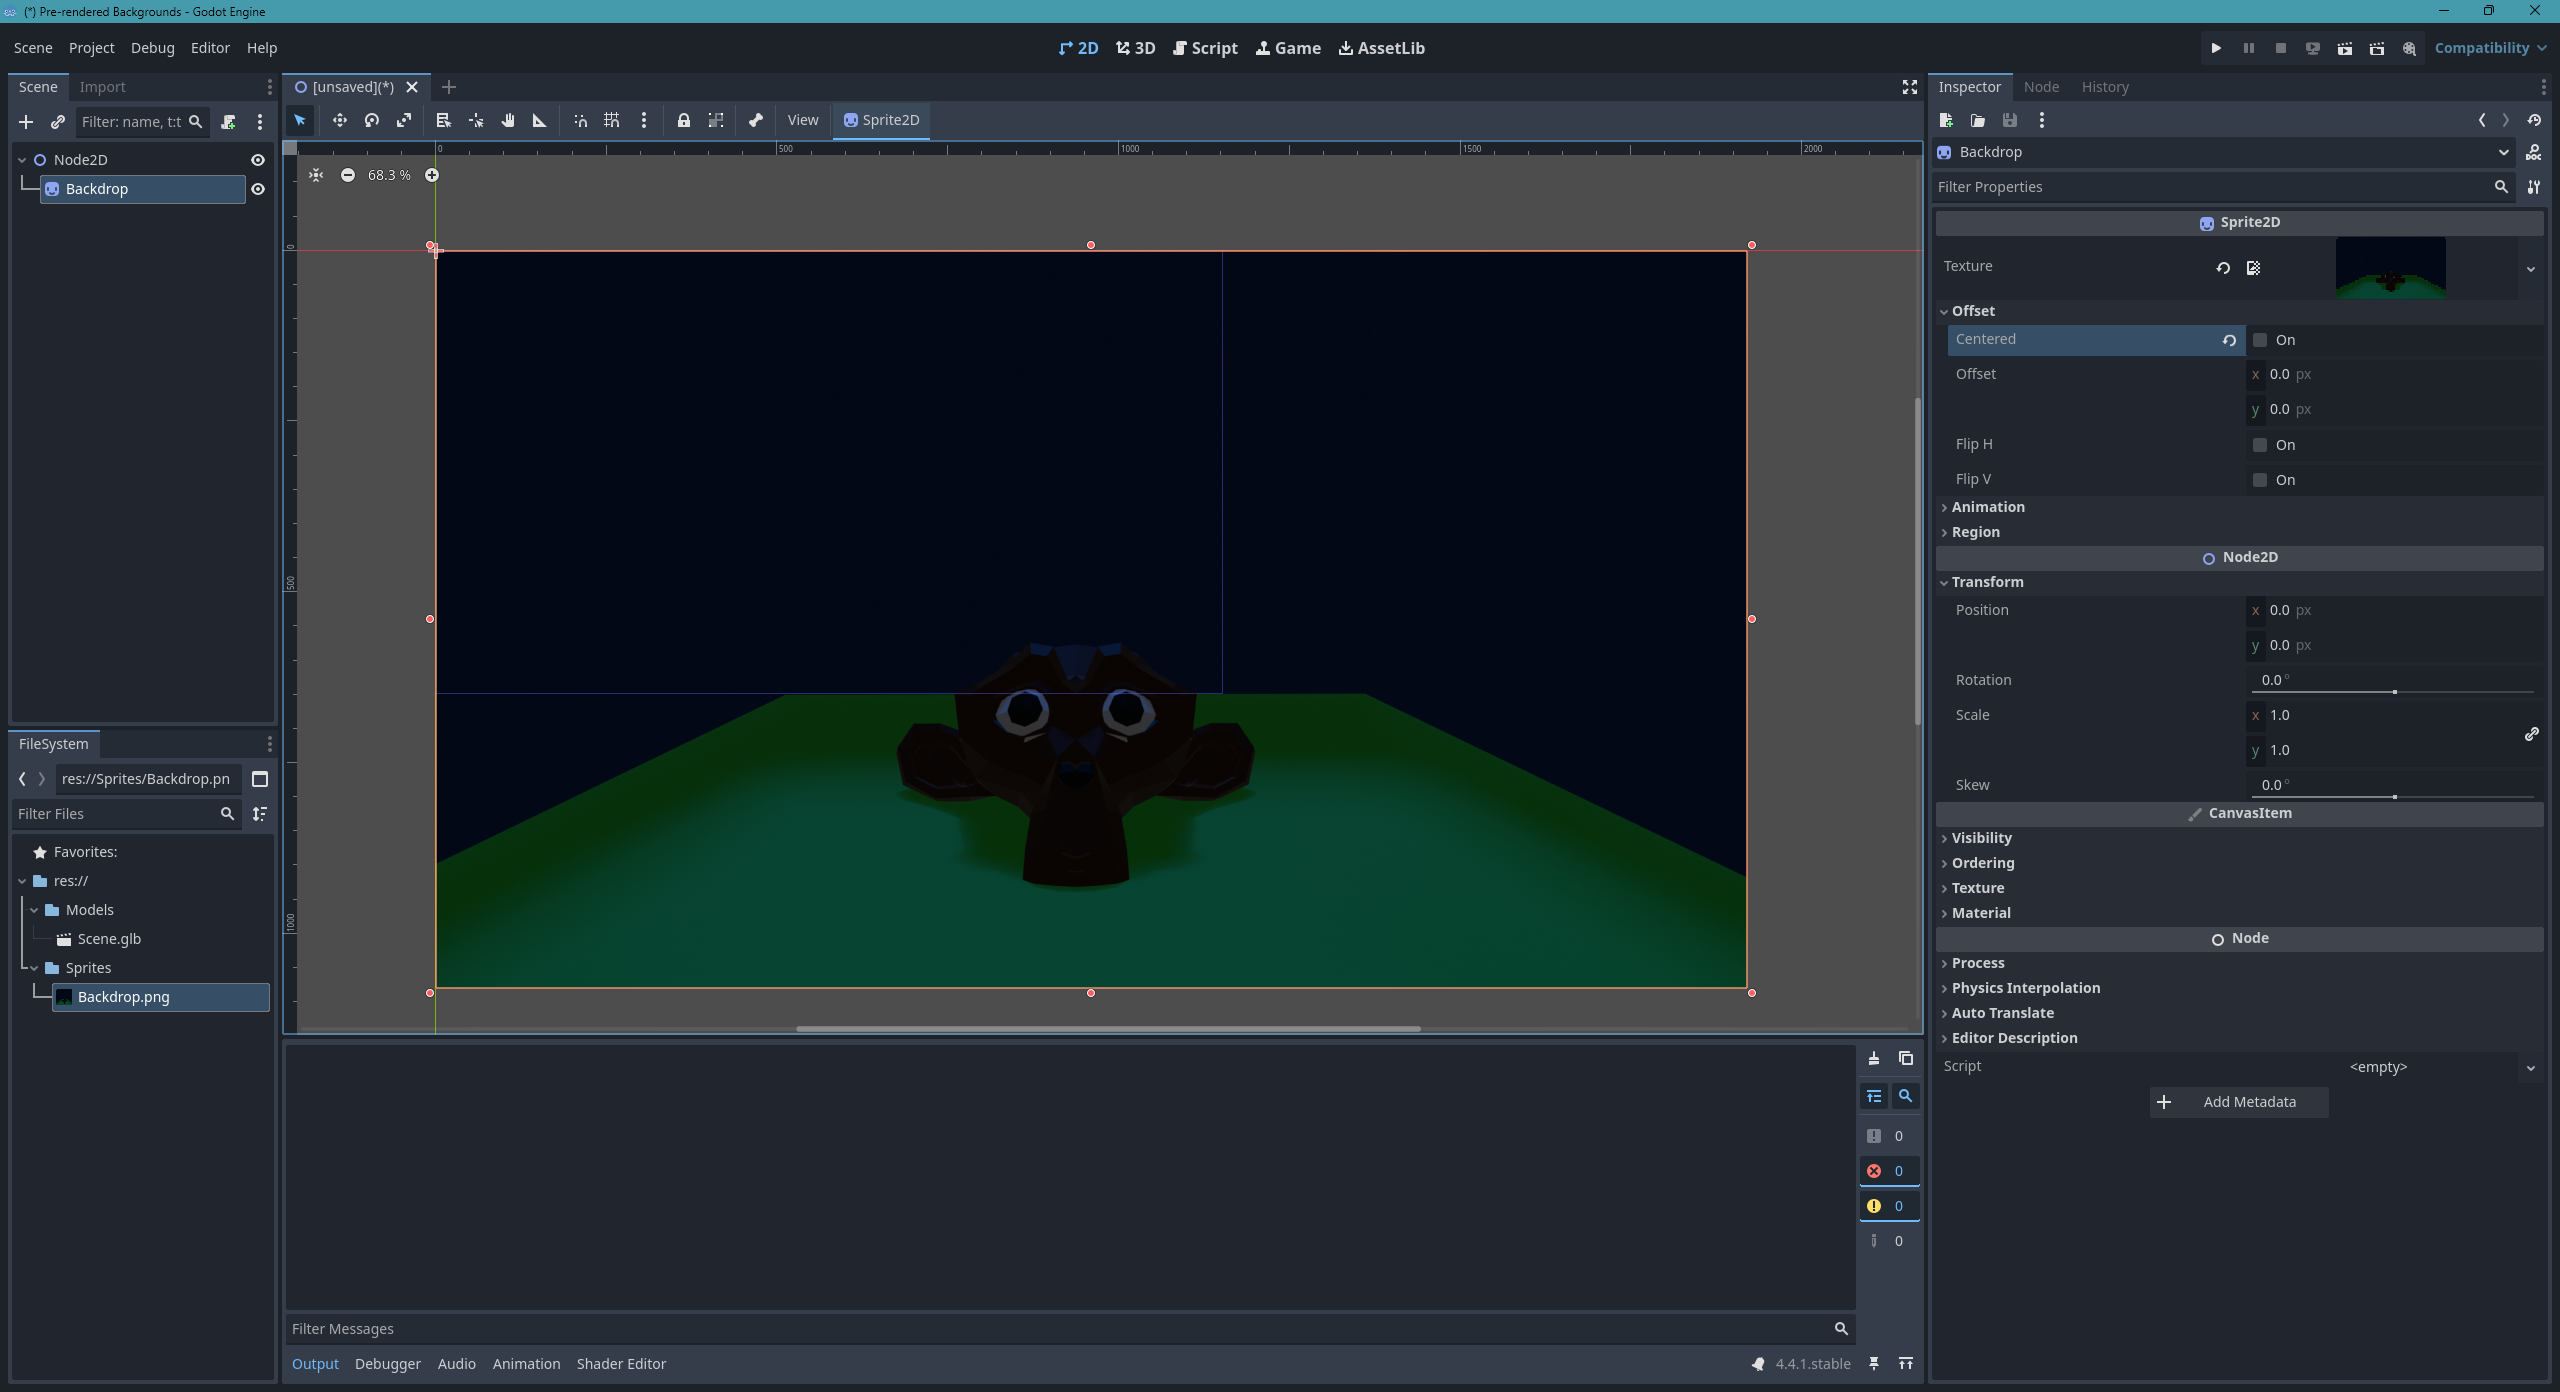 (*) Pre-rendered Backgrounds - Godot Engine
Scene Project Debug Editor Help
2D 3D Script Game AssetLib
Compatibility
Scene Import
Filter: name, t:t
Node2D
Backdrop
FileSystem
res://Sprites/Backdrop.pn
Filter Files
Favorites:
res://
Models
Scene.glb
Sprites
Backdrop.png
[unsaved](*)
View Sprite2D
0 500 1000 1500 2000
68.3 %
0
500
1000
Filter Messages
Output Debugger Audio Animation Shader Editor
4.4.1.stable
0
0
0
0
Inspector Node History
Backdrop
DOC
Filter Properties
Sprite2D
Texture
Offset
Centered On
Offset x 0.0 px
y 0.0 px
Flip H On
Flip V On
Animation
Region
Node2D
Transform
Position x 0.0 px
y 0.0 px
Rotation 0.0 °
Scale x 1.0
y 1.0
Skew 0.0 °
CanvasItem
Visibility
Ordering
Texture
Material
Node
Process
Physics Interpolation
Auto Translate
Editor Description
Script <empty>
Add Metadata